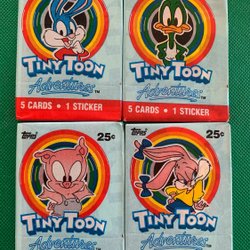 TINY TOON
Adventures
5 CARDS • 1 STICKER
TINY TOON
Adventures
5 CARDS • 1 STICKER
Topps
25¢
TINY TOON
Adventures
Topps
25¢
TINY TOON
Adventures